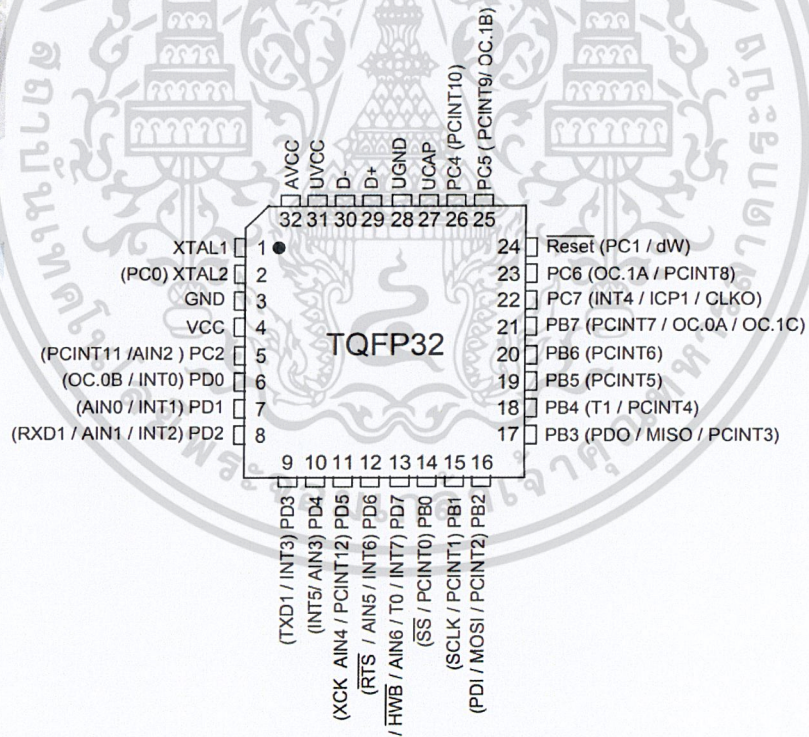 AVCC
UVCC
D-
D+
UGND
UCAP
PC4 (PCINT10)
PC5 ( PCINT9/ OC.1B)
32 31 30 29 28 27 26 25
XTAL1 1
(PC0) XTAL2 2
GND 3
VCC 4
(PCINT11 /AIN2 ) PC2 5
(OC.0B / INT0) PD0 6
(AIN0 / INT1) PD1 7
(RXD1 / AIN1 / INT2) PD2 8
TQFP32
24 Reset (PC1 / dW)
23 PC6 (OC.1A / PCINT8)
22 PC7 (INT4 / ICP1 / CLKO)
21 PB7 (PCINT7 / OC.0A / OC.1C)
20 PB6 (PCINT6)
19 PB5 (PCINT5)
18 PB4 (T1 / PCINT4)
17 PB3 (PDO / MISO / PCINT3)
9 10 11 12 13 14 15 16
(TXD1 / INT3) PD3
(INT5/ AIN3) PD4
(XCK AIN4 / PCINT12) PD5
(RTS / AIN5 / INT6) PD6
/ HWB / AIN6 / T0 / INT7) PD7
(SS / PCINT0) PB0
(SCLK / PCINT1) PB1
(PDI / MOSI / PCINT2) PB2